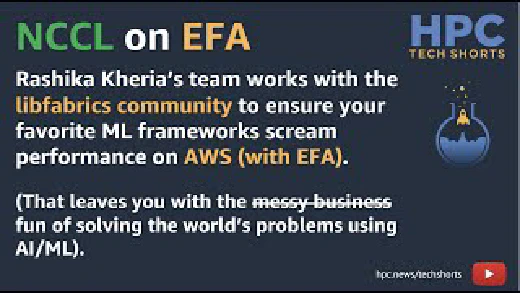 NCCL on EFA
HPC
TECH SHORTS
Rashika Kheria's team works with the
libfabrics community to ensure your
favorite ML frameworks scream
performance on AWS (with EFA).
(That leaves you with the messy business
fun of solving the world's problems using
AI/ML).
hpc.news/techshorts